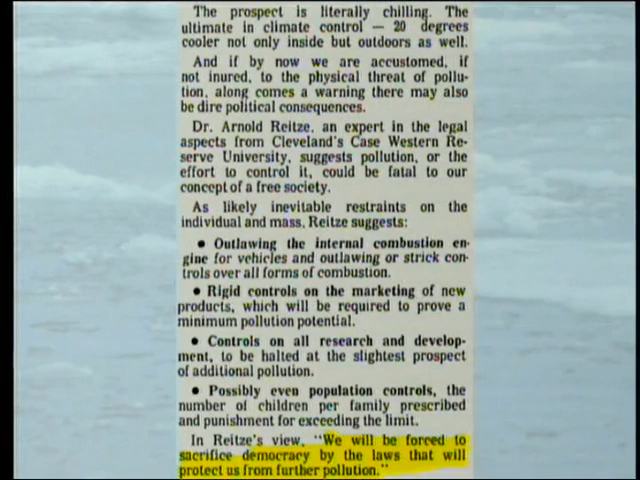 The prospect is literally chilling. The
ultimate in climate control — 20 degrees
cooler not only inside but outdoors as well.
And if by now we are accustomed, if
not inured, to the physical threat of pollu-
tion, along comes a warning there may also
be dire political consequences.
Dr. Arnold Reitze, an expert in the legal
aspects from Cleveland's Case Western Re-
serve University, suggests pollution, or the
effort to control it, could be fatal to our
concept of a free society.
As likely inevitable restraints on the
individual and mass, Reitze suggests:
• Outlawing the internal combustion en-
gine for vehicles and outlawing or strick con-
trols over all forms of combustion.
• Rigid controls on the marketing of new
products, which will be required to prove a
minimum pollution potential.
• Controls on all research and develop-
ment, to be halted at the slightest prospect
of additional pollution.
• Possibly even population controls, the
number of children per family prescribed
and punishment for exceeding the limit.
In Reitze's view, "We will be forced to
sacrifice democracy by the laws that will
protect us from further pollution."